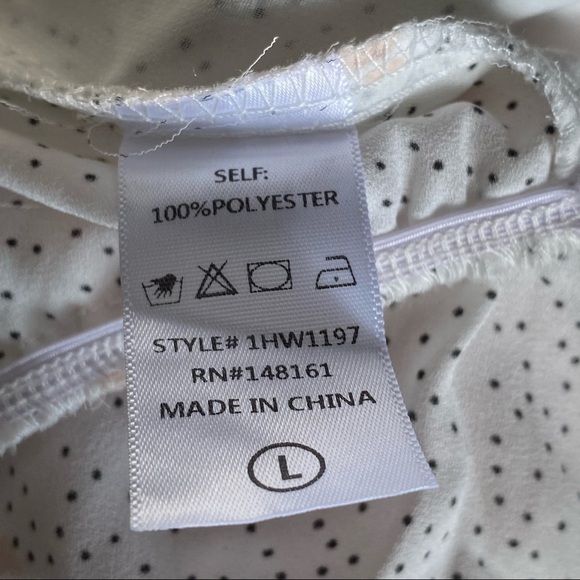 SELF:
100%POLYESTER
STYLE# 1HW1197
RN#148161
MADE IN CHINA
L